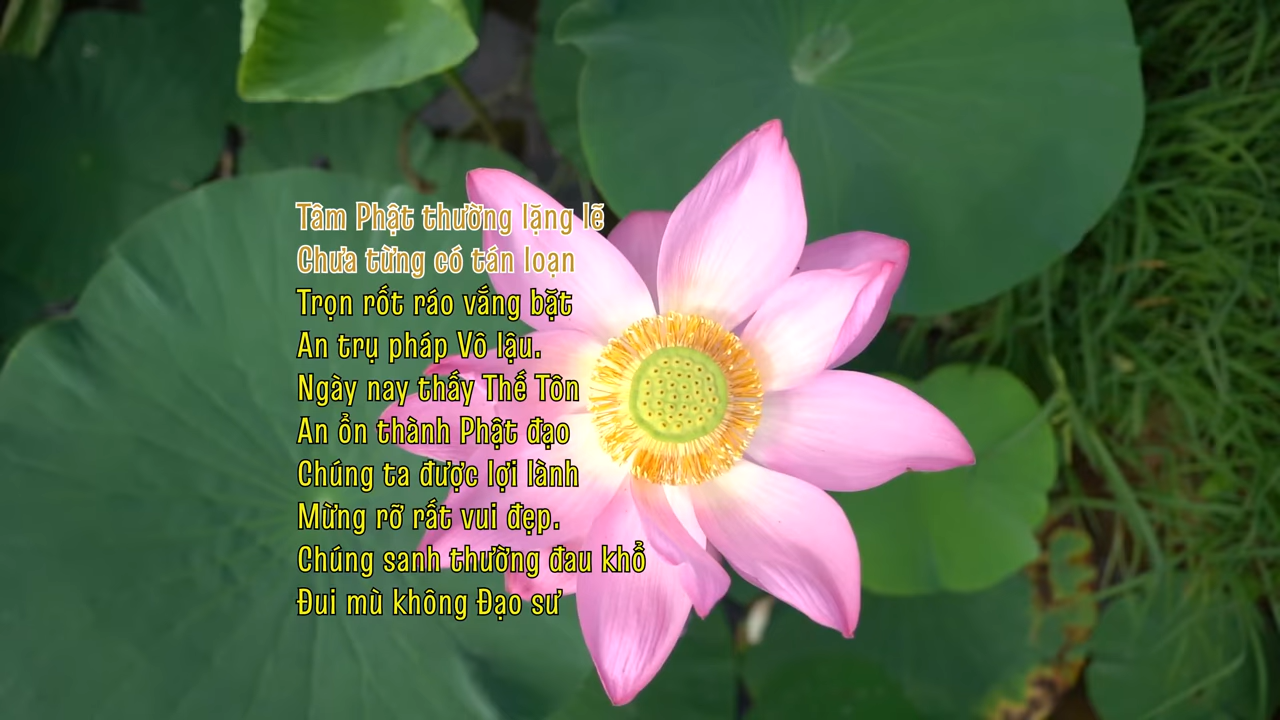 Tâm Phật thường lặng lẽ
Chưa từng có tán loạn
Trọn rốt ráo vắng bặt
An trụ pháp Vô lậu.
Ngày nay thấy Thế Tôn
An ổn thành Phật đạo
Chúng ta được lợi lành
Mừng rỡ rất vui đẹp.
Chúng sanh thường đau khổ
Đui mù không Đạo sư